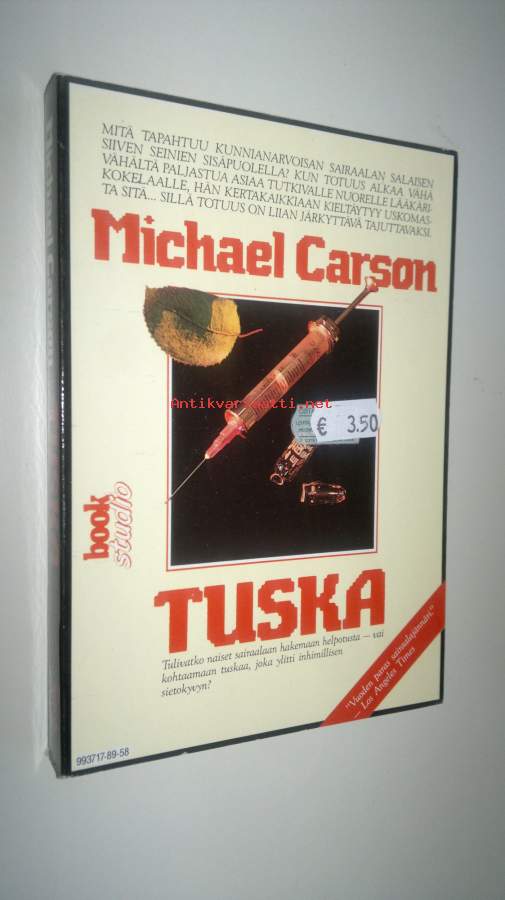 MITÄ TAPAHTUU KUNNIANARVOISAN SAIRAALAN SALAISEN
SIIVEN SEINIEN SISÄPUOLELLA? KUN TOTUUS ALKAA VÄHÄ
VÄHÄLTÄ PALJASTUA ASIAA TUTKIVALLE NUORELLE LÄÄKÄRI-
KOKELAALLE, HÄN KERTAKAIKKIAAN KIELTÄYTYY USKOMAS-
TA SITÄ... SILLÄ TOTUUS ON LIIAN JÄRKYTTÄVÄ TAJUTTAVAKSI.
Michael Carson
Antikvariaatti.net
€ 3.50
book
studio
TUSKA
Tulivatko naiset sairaalaan hakemaan helpotusta — vai
kohtaamaan tuskaa, joka ylitti inhimillisen
sietokyvyn?
"Vuoden paras sairaalajännäri."
— Los Angeles Times
993717-89-58